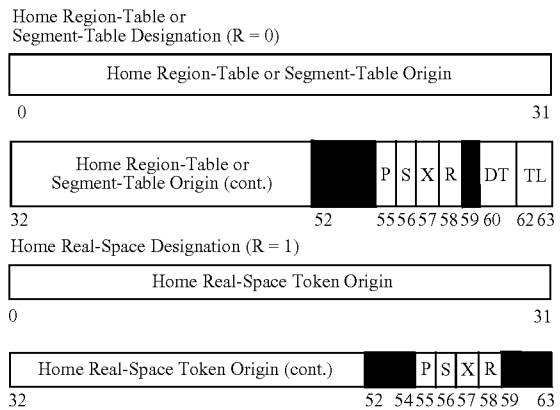 Home Region-Table or
Segment-Table Designation (R = 0)
Home Region-Table or Segment-Table Origin
0 31
Home Region-Table or
Segment-Table Origin (cont.)
P S X R DT TL
32 52 55 56 57 58 59 60 62 63
Home Real-Space Designation (R = 1)
Home Real-Space Token Origin
0 31
Home Real-Space Token Origin (cont.)
P S X R
32 52 54 55 56 57 58 59 63